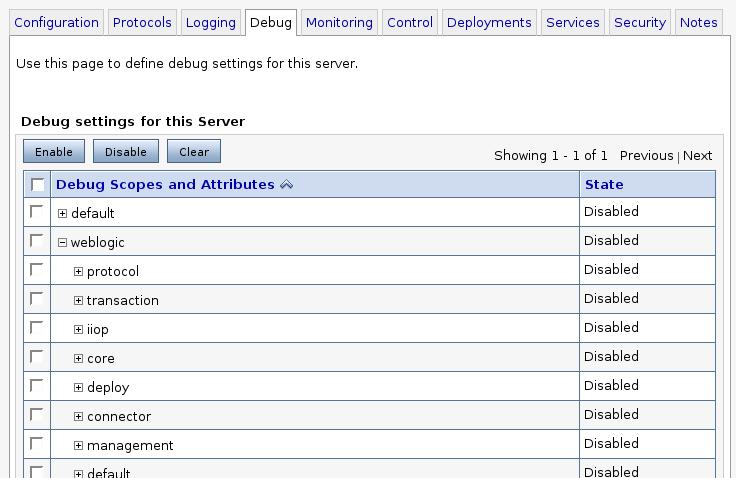 Configuration Protocols Logging Debug Monitoring Control Deployments Services Security Notes
Use this page to define debug settings for this server.
Debug settings for this Server
Enable Disable Clear Showing 1 - 1 of 1 Previous | Next
Debug Scopes and Attributes State
default Disabled
weblogic Disabled
protocol Disabled
transaction Disabled
iiop Disabled
core Disabled
deploy Disabled
connector Disabled
management Disabled
default Disabled